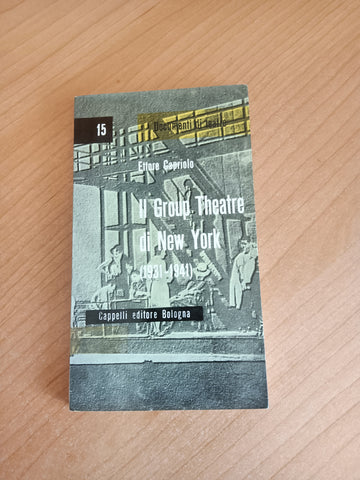 15
Documenti di teatro
Ettore Capriolo
Il Group Theatre
di New York
(1931-1941)
Cappelli editore Bologna